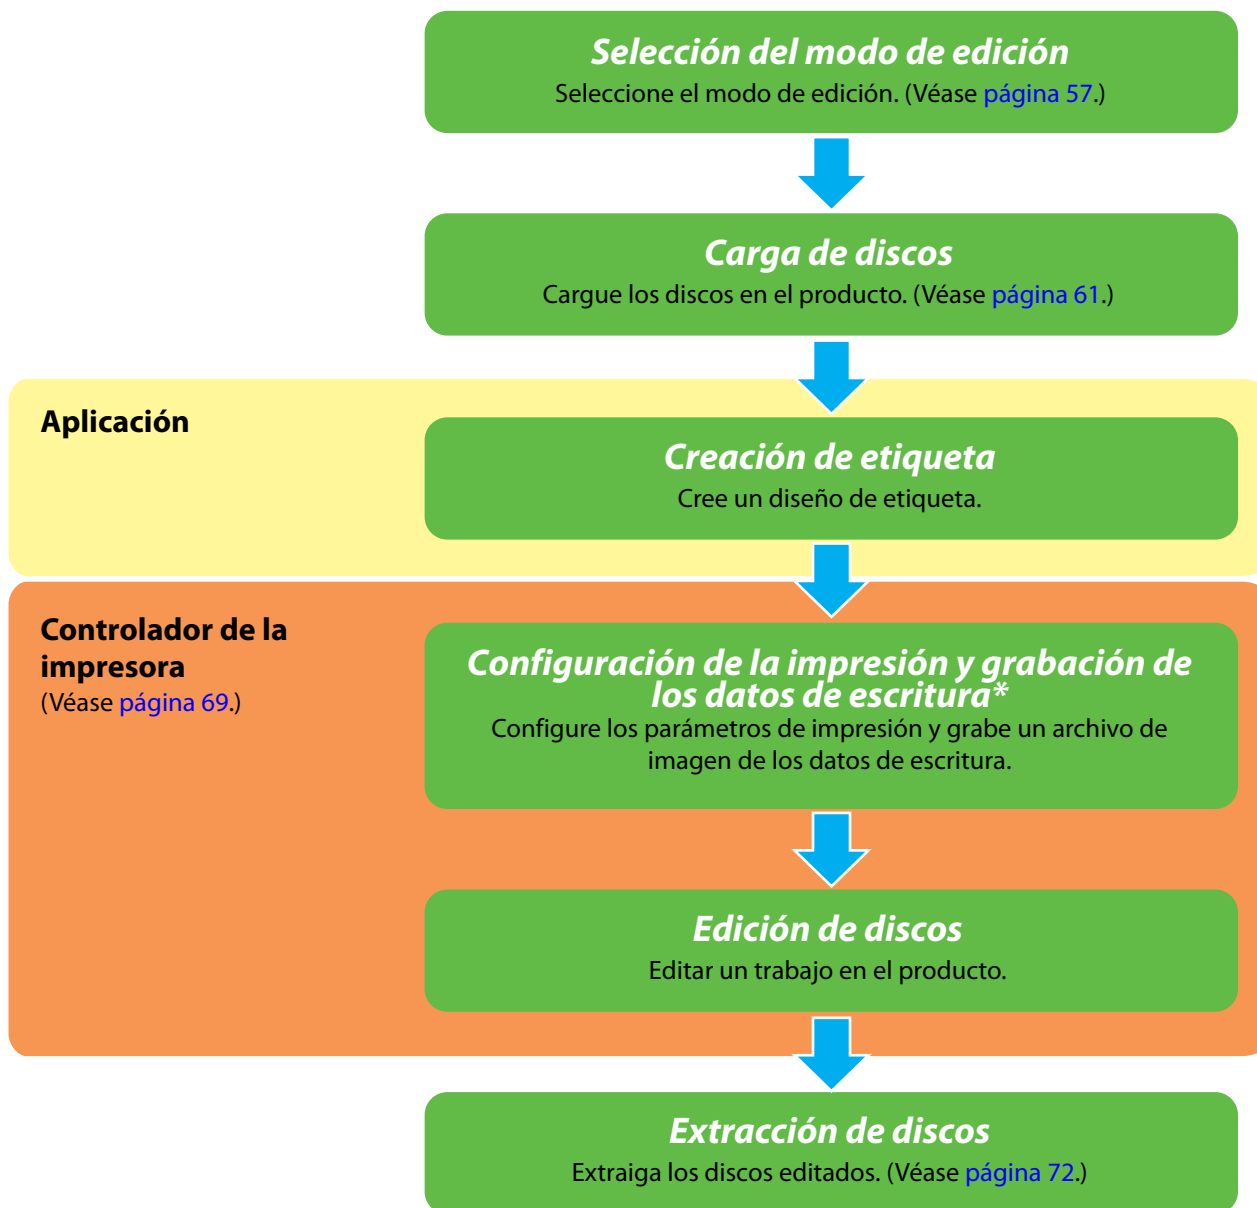 Selección del modo de edición
Seleccione el modo de edición. (Véase página 57.)
Carga de discos
Cargue los discos en el producto. (Véase página 61.)
Aplicación
Creación de etiqueta
Cree un diseño de etiqueta.
Controlador de la
impresora
(Véase página 69.)
Configuración de la impresión y grabación de
los datos de escritura*
Configure los parámetros de impresión y grabe un archivo de
imagen de los datos de escritura.
Edición de discos
Editar un trabajo en el producto.
Extracción de discos
Extraiga los discos editados. (Véase página 72.)